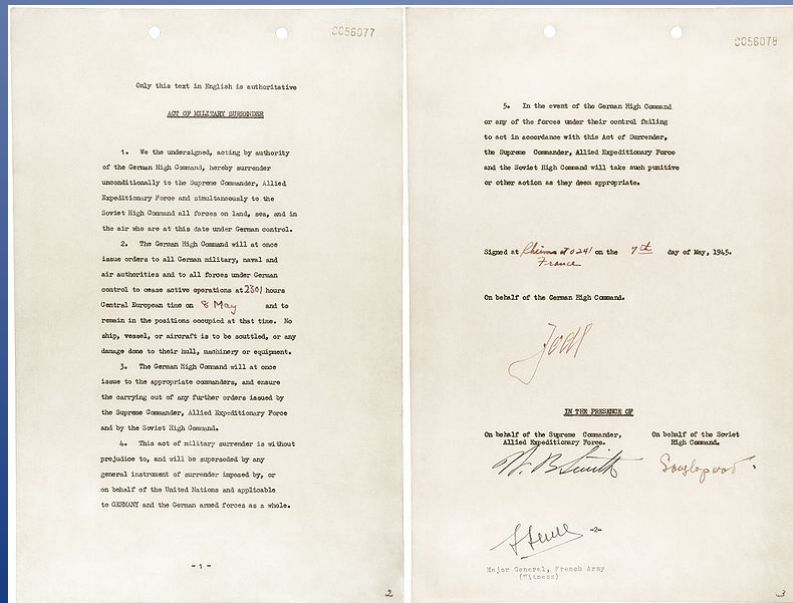 C056077
Only this text in English is authoritative
ACT OF MILITARY SURRENDER
1. We the undersigned, acting by authority
of the German High Command, hereby surrender
unconditionally to the Supreme Commander, Allied
Expeditionary Force and simultaneously to the
Soviet High Command all forces on land, sea, and in
the air who are at this date under German control.
2. The German High Command will at once
issue orders to all German military, naval and
air authorities and to all forces under German
control to cease active operations at 2301 hours
Central European time on 8 May and to
remain in the positions occupied at that time. No
ship, vessel, or aircraft is to be scuttled, or any
damage done to their hull, machinery or equipment.
3. The German High Command will at once
issue to the appropriate commanders, and ensure
the carrying out of any further orders issued by
the Supreme Commander, Allied Expeditionary Force
and by the Soviet High Command.
4. This act of military surrender is without
prejudice to, and will be superseded by any
general instrument of surrender imposed by, or
on behalf of the United Nations and applicable
to GERMANY and the German armed forces as a whole.
- 1 -
2
C056078
5. In the event of the German High Command
or any of the forces under their control failing
to act in accordance with this Act of Surrender,
the Supreme Commander, Allied Expeditionary Force
and the Soviet High Command will take such punitive
or other action as they deem appropriate.
Signed at Rheims at 0241 on the 7th day of May, 1945.
France
On behalf of the German High Command.
Jodl
IN THE PRESENCE OF
On behalf of the Supreme Commander,
Allied Expeditionary Force.
W. B. Smith
On behalf of the Soviet
High Command.
-2-
Major General, French Army
(Witness)
3